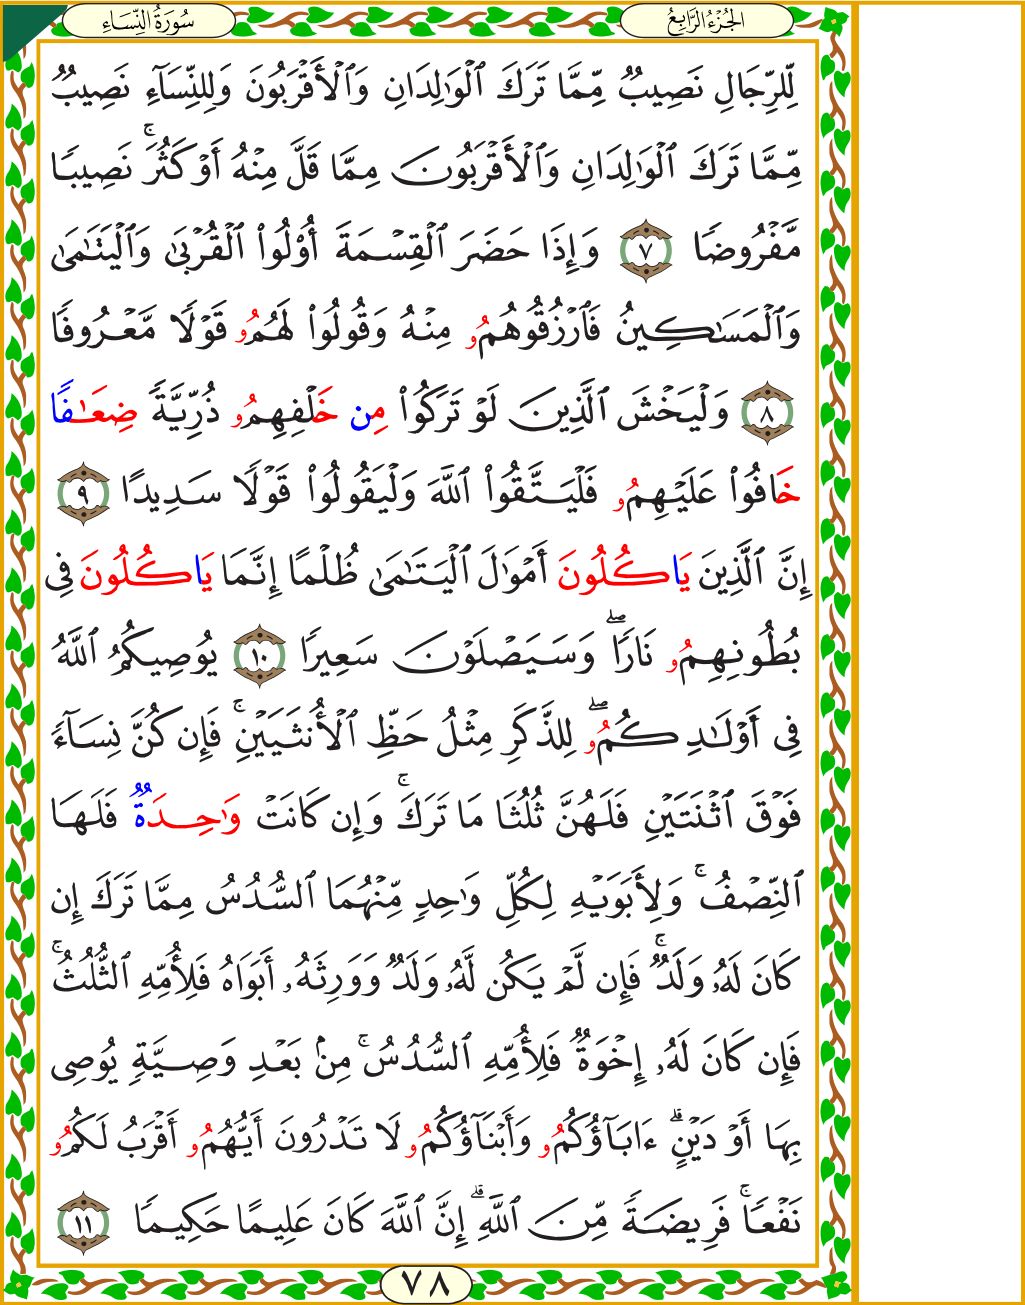 سُورَةُ النِّسَاءِ
الجُزْءُ الرَّابِعُ
لِّلرِّجَالِ نَصِيبٌ مِّمَّا تَرَكَ ٱلْوَٰلِدَانِ وَٱلْأَقْرَبُونَ وَلِلنِّسَآءِ نَصِيبٌ
مِّمَّا تَرَكَ ٱلْوَٰلِدَانِ وَٱلْأَقْرَبُونَ مِمَّا قَلَّ مِنْهُ أَوْ كَثُرَ ۚ نَصِيبًا
مَّفْرُوضًا ٧ وَإِذَا حَضَرَ ٱلْقِسْمَةَ أُو۟لُوا۟ ٱلْقُرْبَىٰ وَٱلْيَتَٰمَىٰ
وَٱلْمَسَٰكِينُ فَٱرْزُقُوهُمُۥ مِنْهُ وَقُولُوا۟ لَهُمُۥ قَوْلًا مَّعْرُوفًا
٨ وَلْيَخْشَ ٱلَّذِينَ لَوْ تَرَكُوا۟ مِن خَلْفِهِمُۥ ذُرِّيَّةً ضِعَٰفًا
خَافُوا۟ عَلَيْهِمُۥ فَلْيَتَّقُوا۟ ٱللَّهَ وَلْيَقُولُوا۟ قَوْلًا سَدِيدًا ٩
إِنَّ ٱلَّذِينَ يَاكُلُونَ أَمْوَٰلَ ٱلْيَتَٰمَىٰ ظُلْمًا إِنَّمَا يَاكُلُونَ فِى
بُطُونِهِمُۥ نَارًا ۖ وَسَيَصْلَوْنَ سَعِيرًا ١٠ يُوصِيكُمُ ٱللَّهُ
فِىٓ أَوْلَٰدِكُمُۥ ۖ لِلذَّكَرِ مِثْلُ حَظِّ ٱلْأُنثَيَيْنِ ۚ فَإِن كُنَّ نِسَآءً
فَوْقَ ٱثْنَتَيْنِ فَلَهُنَّ ثُلُثَا مَا تَرَكَ ۚ وَإِن كَانَتْ وَٰحِدَةٌ فَلَهَا
ٱلنِّصْفُ ۚ وَلِأَبَوَيْهِ لِكُلِّ وَٰحِدٍ مِّنْهُمَا ٱلسُّدُسُ مِمَّا تَرَكَ إِن
كَانَ لَهُۥ وَلَدٌ ۚ فَإِن لَّمْ يَكُن لَّهُۥ وَلَدٌ وَوَرِثَهُۥٓ أَبَوَاهُ فَلِأُمِّهِ ٱلثُّلُثُ ۚ
فَإِن كَانَ لَهُۥٓ إِخْوَةٌ فَلِأُمِّهِ ٱلسُّدُسُ ۚ مِنۢ بَعْدِ وَصِيَّةٍ يُوصِى
بِهَآ أَوْ دَيْنٍ ۗ ءَابَآؤُكُمُۥ وَأَبْنَآؤُكُمُۥ لَا تَدْرُونَ أَيُّهُمُۥ أَقْرَبُ لَكُمُۥ
نَفْعًا ۚ فَرِيضَةً مِّنَ ٱللَّهِ ۗ إِنَّ ٱللَّهَ كَانَ عَلِيمًا حَكِيمًا ١١
٧٨